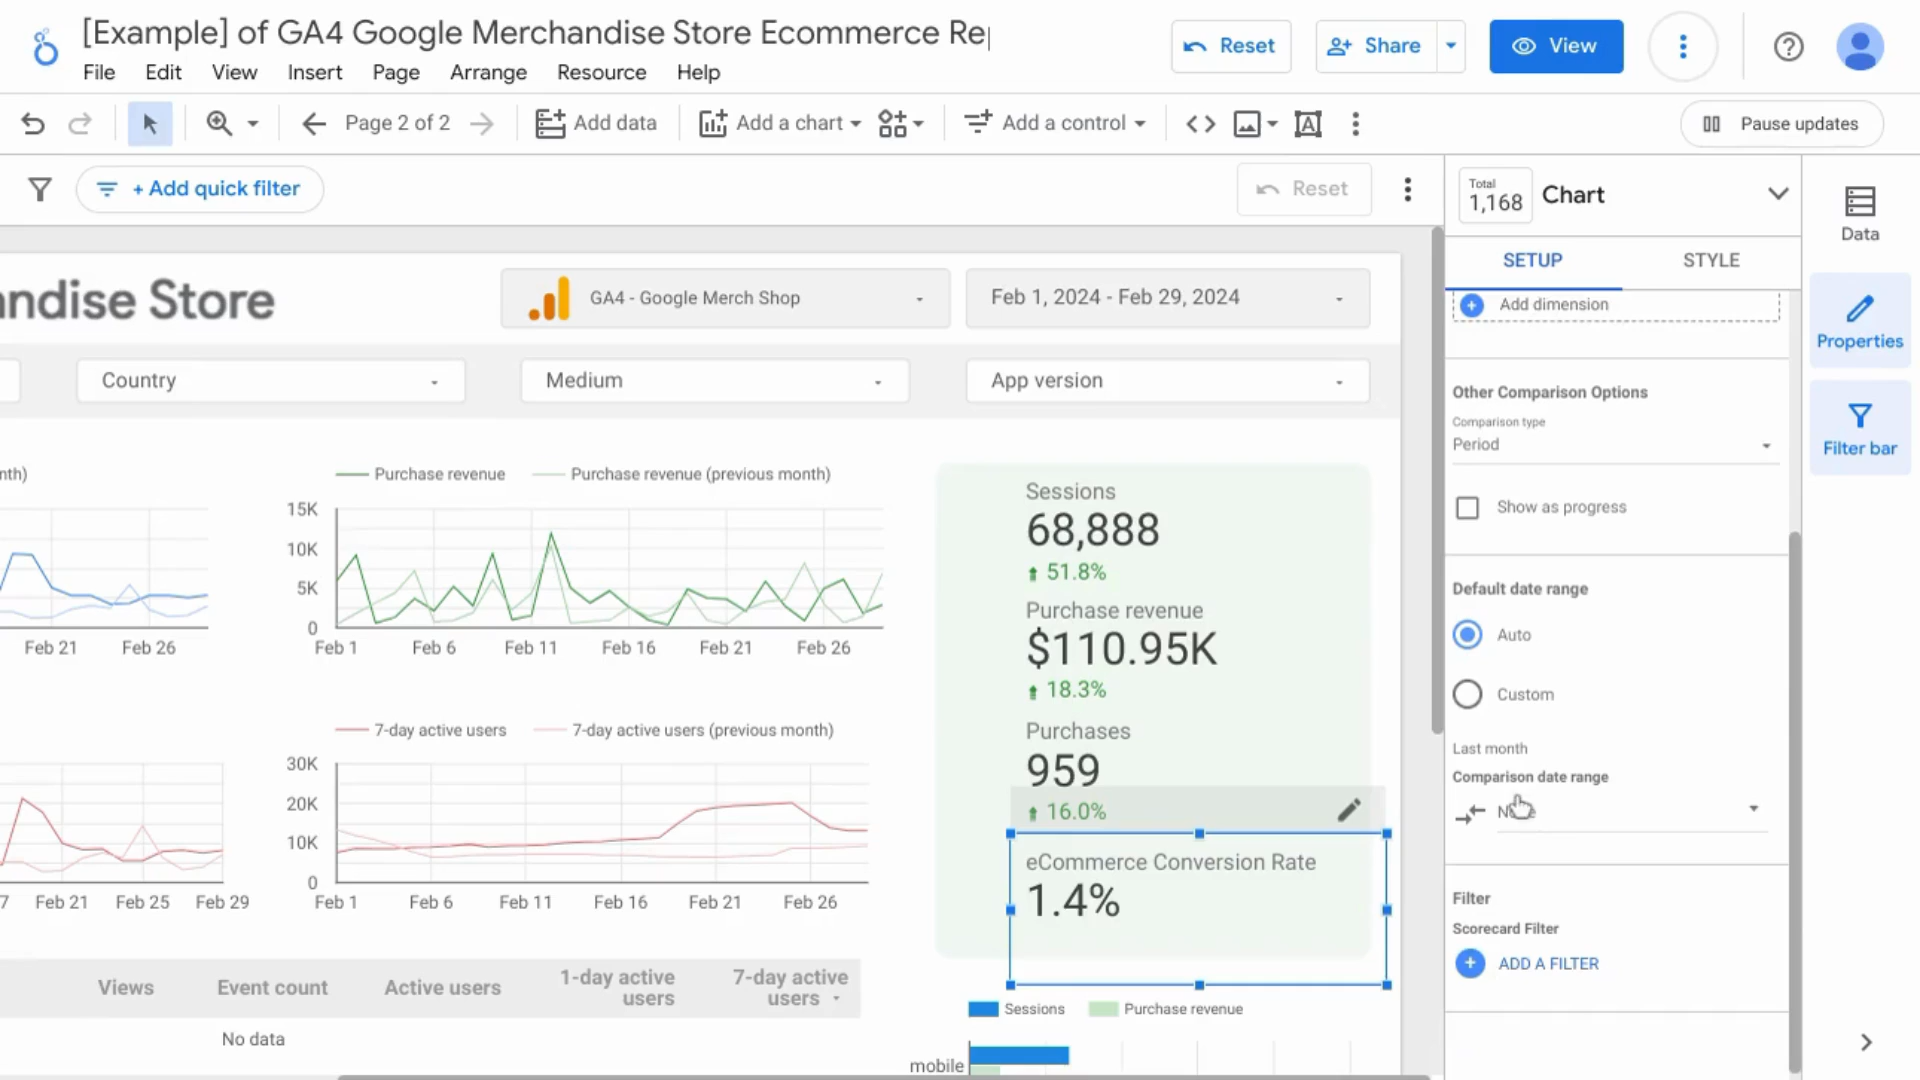 [Example] of GA4 Google Merchandise Store Ecommerce Re
Reset
Share
View
File Edit View Insert Page Arrange Resource Help
Page 2 of 2
Add data
Add a chart
Add a control
Pause updates
+ Add quick filter
Reset
Total
1,168
Chart
Data
SETUP
STYLE
Properties
Filter bar
ndise Store
GA4 - Google Merch Shop
Feb 1, 2024 - Feb 29, 2024
Country
Medium
App version
nth)
Feb 21
Feb 26
Purchase revenue
Purchase revenue (previous month)
15K
10K
5K
0
Feb 1
Feb 6
Feb 11
Feb 16
Feb 21
Feb 26
Sessions
68,888
51.8%
Purchase revenue
$110.95K
18.3%
Purchases
959
16.0%
eCommerce Conversion Rate
1.4%
7
Feb 21
Feb 25
Feb 29
7-day active users
7-day active users (previous month)
30K
20K
10K
0
Feb 1
Feb 6
Feb 11
Feb 16
Feb 21
Feb 26
Views
Event count
Active users
1-day active
users
7-day active
users
No data
Sessions
Purchase revenue
mobile
Add dimension
Other Comparison Options
Comparison type
Period
Show as progress
Default date range
Auto
Custom
Last month
Comparison date range
Filter
Scorecard Filter
ADD A FILTER